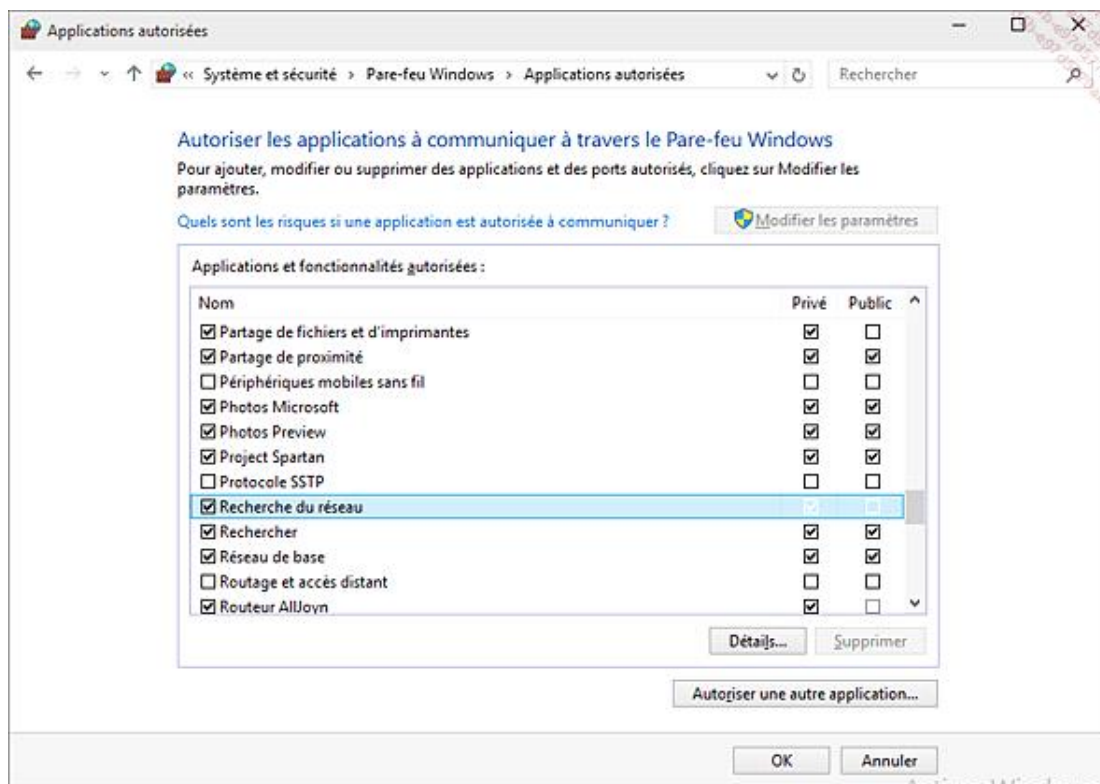 Applications autorisées
« Système et sécurité › Pare-feu Windows › Applications autorisées
Rechercher
Autoriser les applications à communiquer à travers le Pare-feu Windows
Pour ajouter, modifier ou supprimer des applications et des ports autorisés, cliquez sur Modifier les
paramètres.
Quels sont les risques si une application est autorisée à communiquer ?
Modifier les paramètres
Applications et fonctionnalités autorisées :
Nom Privé Public
Partage de fichiers et d'imprimantes
Partage de proximité
Périphériques mobiles sans fil
Photos Microsoft
Photos Preview
Project Spartan
Protocole SSTP
Recherche du réseau
Rechercher
Réseau de base
Routage et accès distant
Routeur AllJoyn
Détails...
Supprimer
Autoriser une autre application...
OK
Annuler